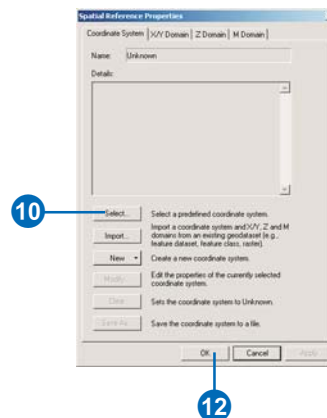 Spatial Reference Properties
Coordinate System X/Y Domain Z Domain M Domain
Name: Unknown
Details:
Select... Select a predefined coordinate system.
Import... Import a coordinate system and X/Y, Z and M
domains from an existing geodataset (e.g.,
feature dataset, feature class, raster).
New Create a new coordinate system.
Modify... Edit the properties of the currently selected
coordinate system.
Clear Sets the coordinate system to Unknown.
Save As... Save the coordinate system to a file.
OK Cancel Apply
10
12